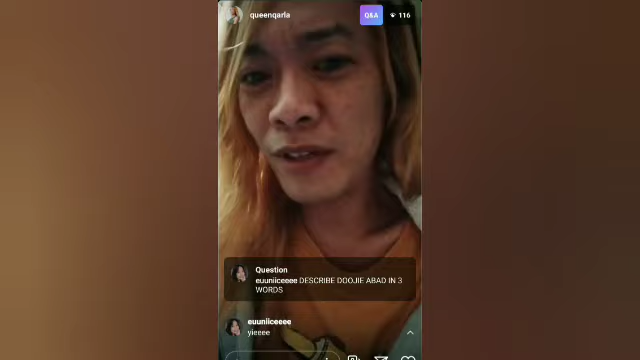 queenqarla
Q&A
116
Question
euuniiceeee DESCRIBE DOOJIE ABAD IN 3
WORDS
euuniiceeee
yieeee